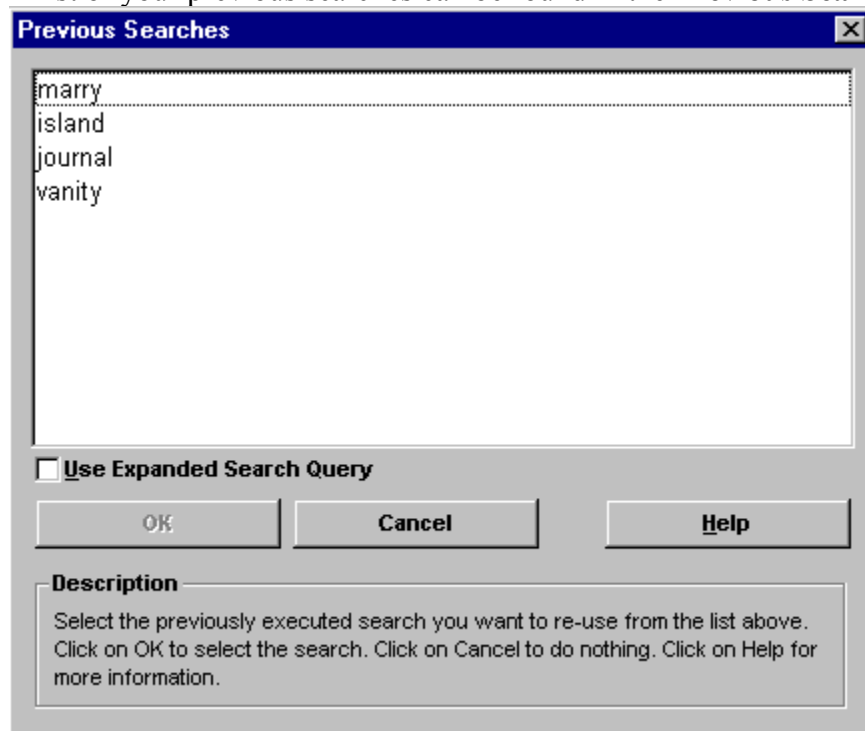 Previous Searches
marry
island
journal
vanity
Use Expanded Search Query
OK Cancel Help
Description
Select the previously executed search you want to re-use from the list above.
Click on OK to select the search. Click on Cancel to do nothing. Click on Help for
more information.